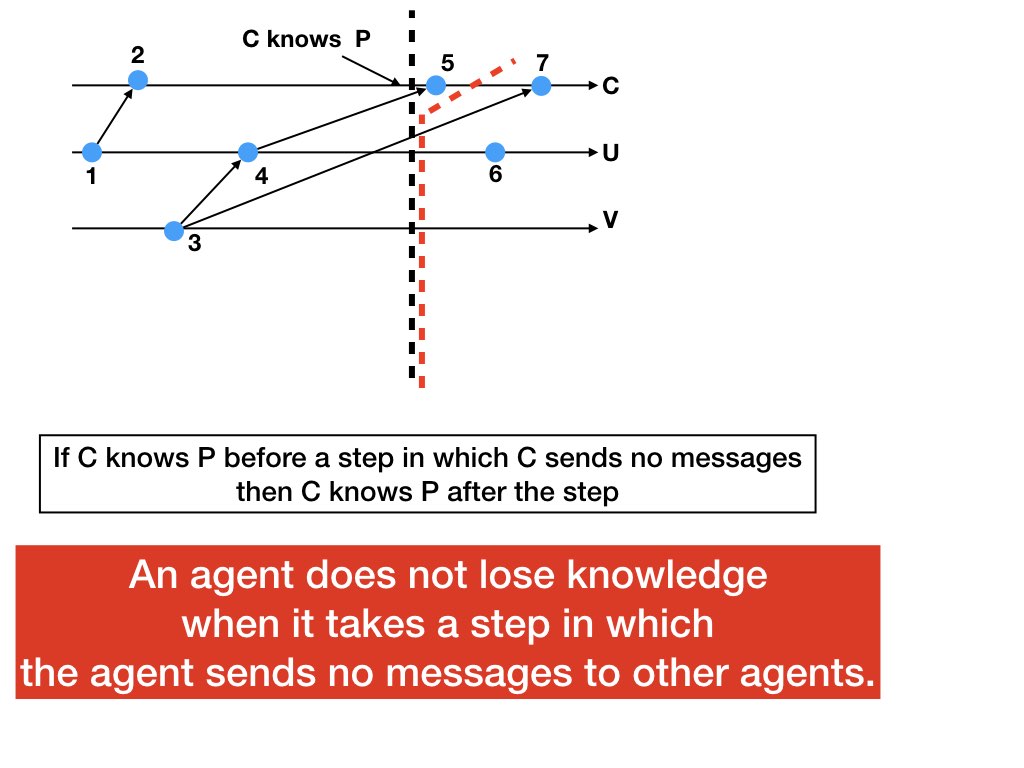 C knows P
2
5
7
C
U
1
4
6
V
3
If C knows P before a step in which C sends no messages
then C knows P after the step
An agent does not lose knowledge
when it takes a step in which
the agent sends no messages to other agents.